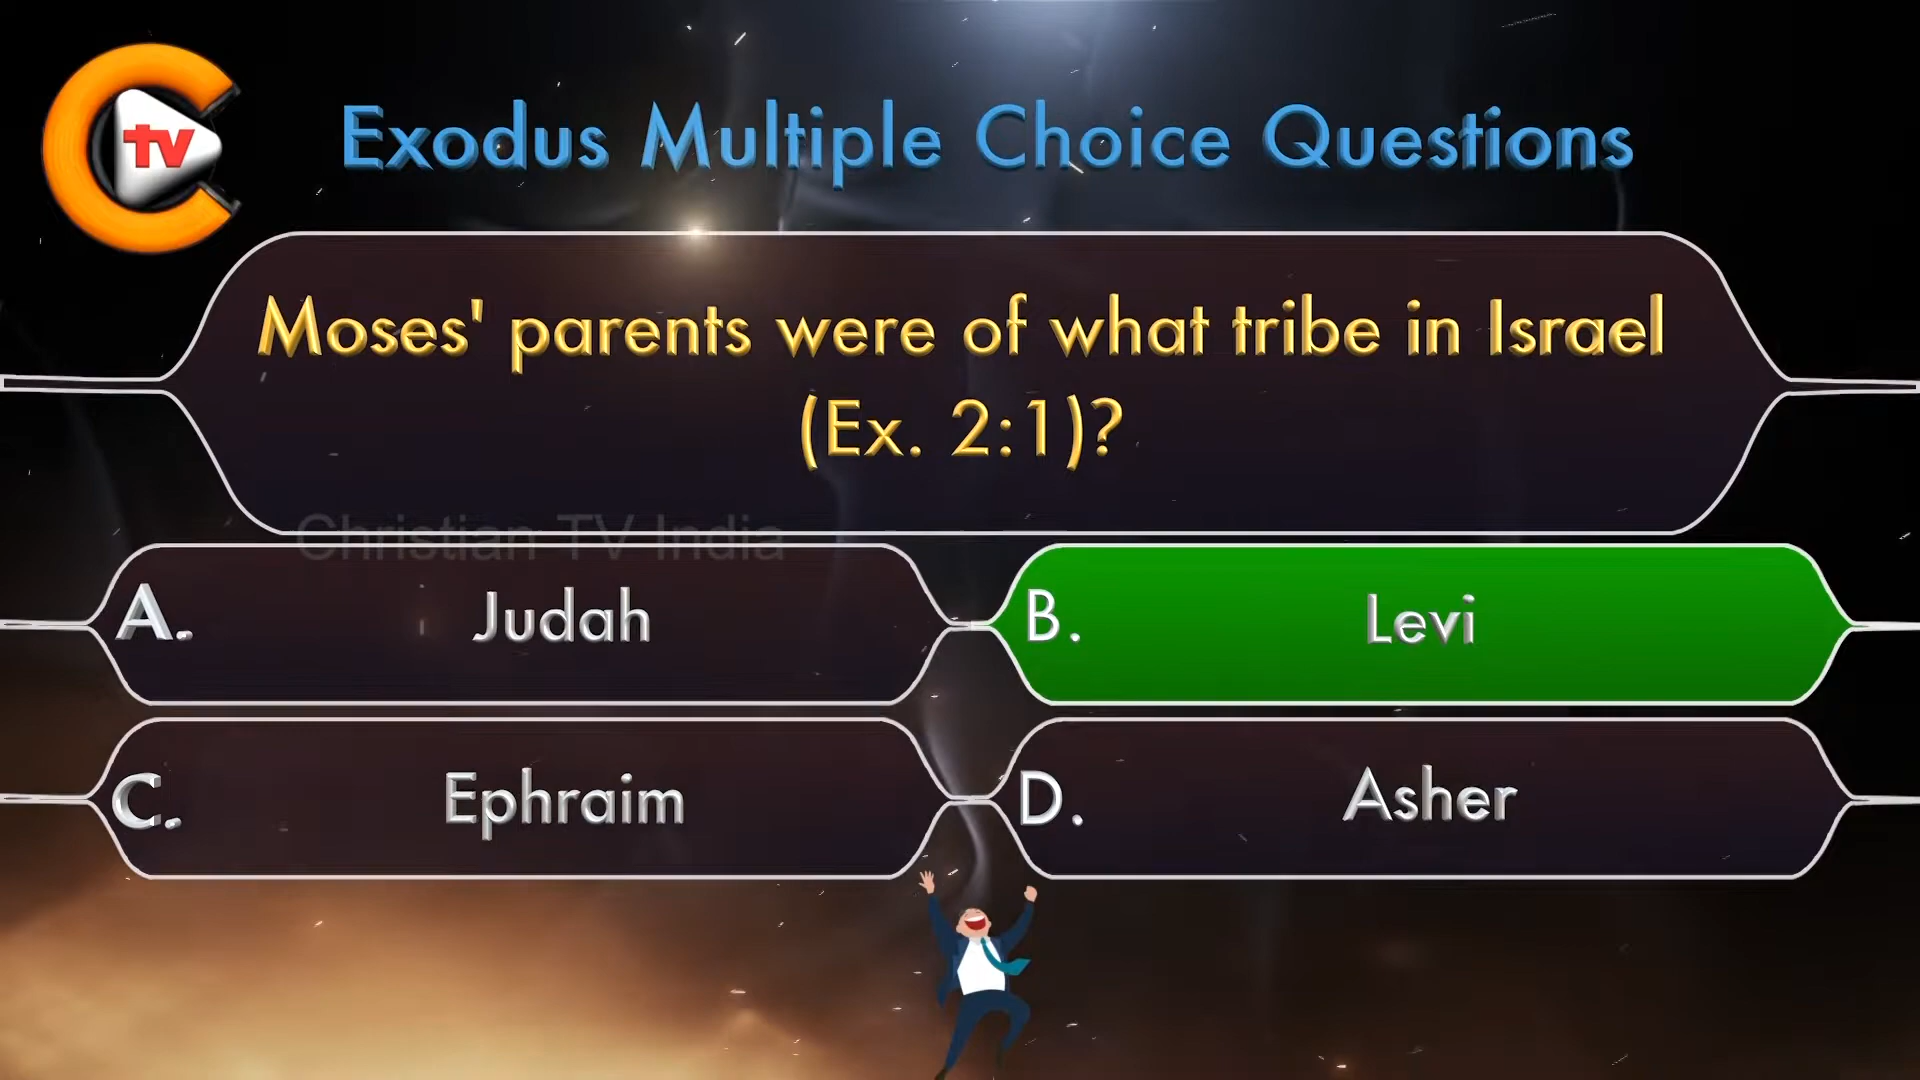 tv
Exodus Multiple Choice Questions
Moses' parents were of what tribe in Israel
(Ex. 2:1)?
Christian TV India
A. Judah
B. Levi
C. Ephraim
D. Asher